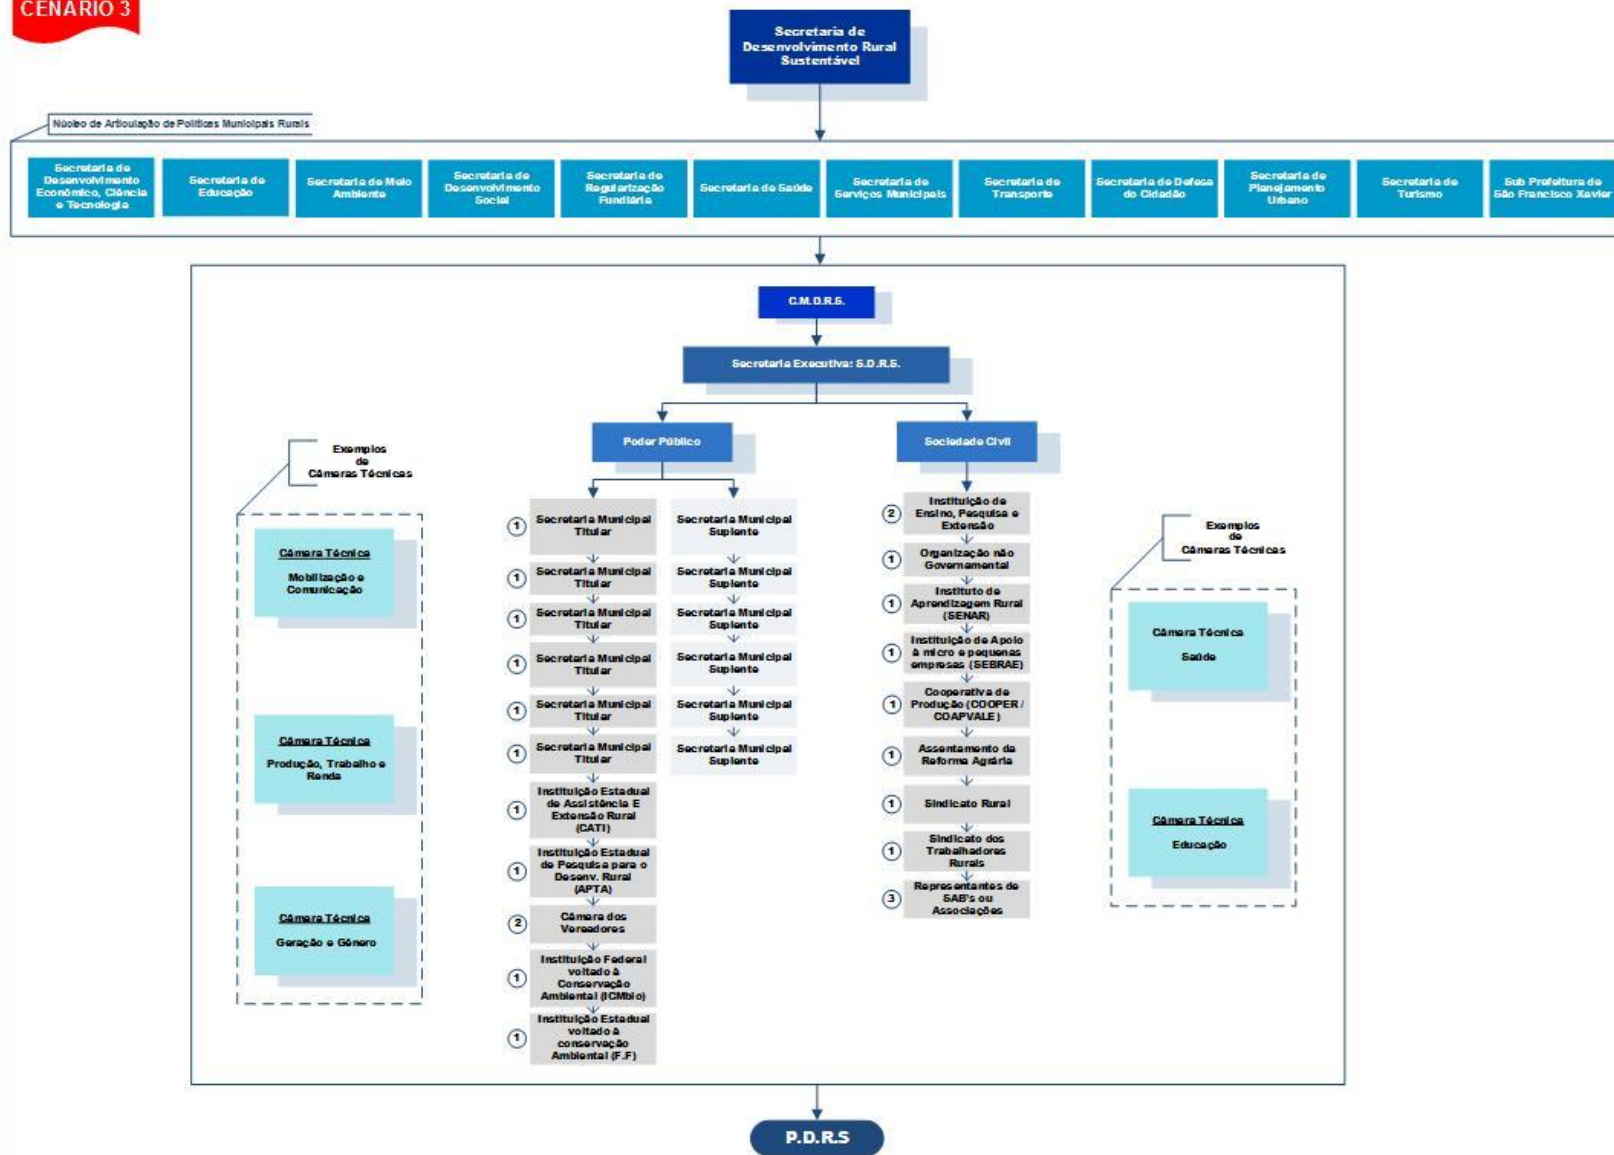 CENÁRIO 3
Secretaria de
Desenvolvimento Rural
Sustentável
Núcleo de Articulação de Políticas Municipais Rurais
Secretaria de
Desenvolvimento
Econômico, Ciência
e Tecnologia
Secretaria de
Educação
Secretaria de Meio
Ambiente
Secretaria de
Desenvolvimento
Social
Secretaria de
Regularização
Fundiária
Secretaria de Saúde
Secretaria de
Serviços Municipais
Secretaria de
Transporte
Secretaria de Defesa
do Cidadão
Secretaria de
Planejamento
Urbano
Secretaria de
Turismo
Sub Prefeitura de
São Francisco Xavier
C.M.D.R.S.
Secretaria Executiva: S.D.R.S.
Poder Público
Sociedade Civil
Exemplos
de
Câmaras Técnicas
Câmara Técnica
Mobilização e
Comunicação
Câmara Técnica
Produção, Trabalho e
Renda
Câmara Técnica
Geração e Gênero
1 Secretaria Municipal
Titular
1 Secretaria Municipal
Titular
1 Secretaria Municipal
Titular
1 Secretaria Municipal
Titular
1 Secretaria Municipal
Titular
1 Secretaria Municipal
Titular
1 Instituição Estadual
de Assistência E
Extensão Rural
(CATI)
1 Instituição Estadual
de Pesquisa para o
Desenv. Rural
(APTA)
2 Câmara dos
Vereadores
1 Instituição Federal
voltado à
Conservação
Ambiental (ICMbio)
1 Instituição Estadual
voltado à
conservação
Ambiental (F.F)
Secretaria Municipal
Suplente
Secretaria Municipal
Suplente
Secretaria Municipal
Suplente
Secretaria Municipal
Suplente
Secretaria Municipal
Suplente
Secretaria Municipal
Suplente
2 Instituição de
Ensino, Pesquisa e
Extensão
1 Organização não
Governamental
1 Instituto de
Aprendizagem Rural
(SENAR)
1 Instituição de Apoio
à micro e pequenas
empresas (SEBRAE)
1 Cooperativa de
Produção (COOPER /
COAPVALE)
1 Assentamento da
Reforma Agrária
1 Sindicato Rural
1 Sindicato dos
Trabalhadores
Rurais
3 Representantes de
SAB's ou
Associações
Exemplos
de
Câmaras Técnicas
Câmara Técnica
Saúde
Câmara Técnica
Educação
P.D.R.S